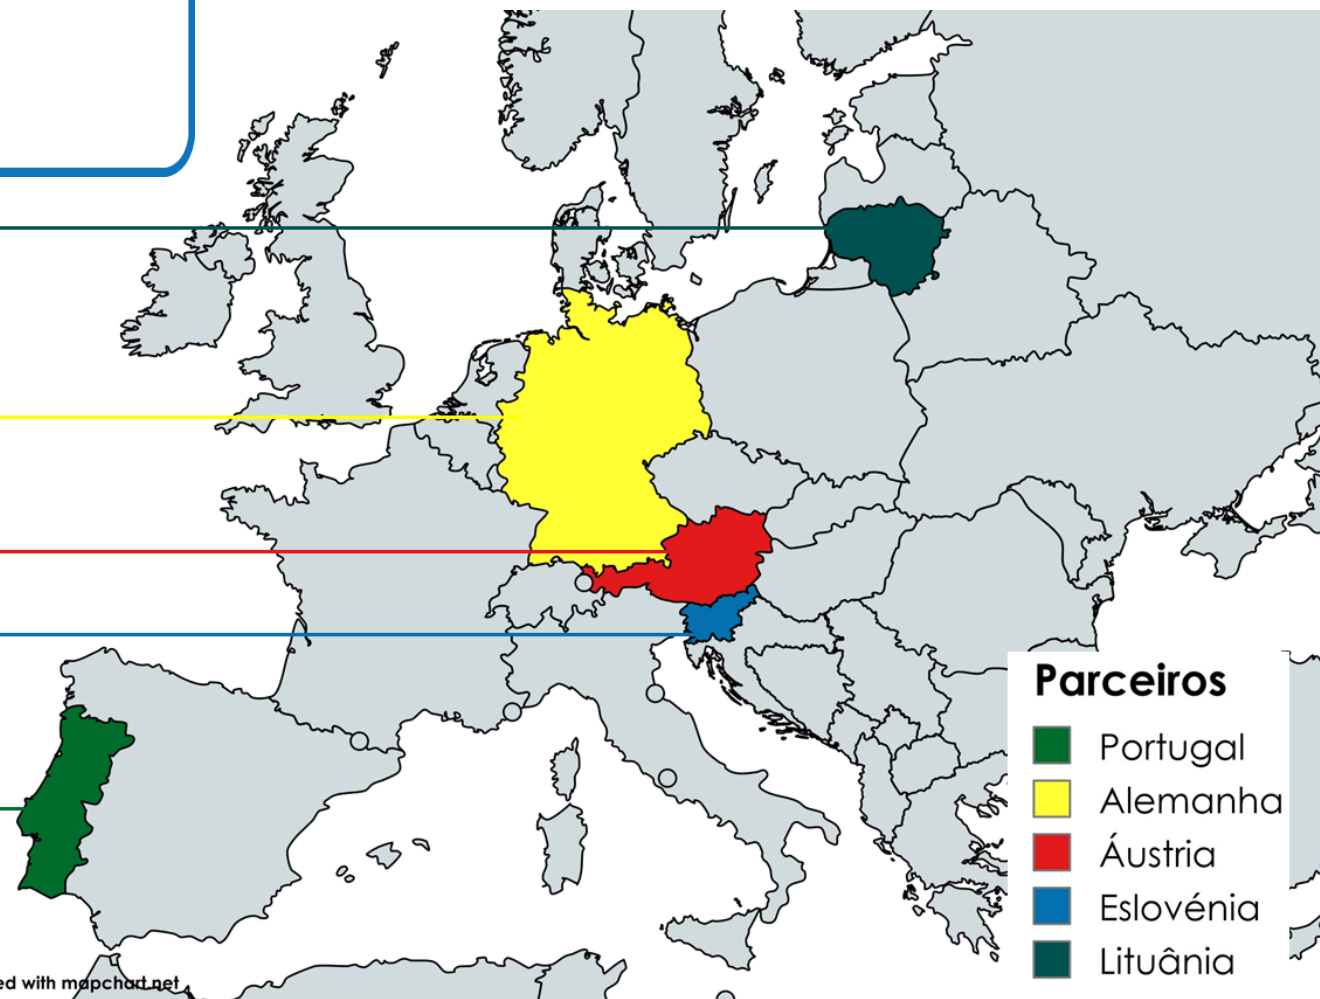 Parceiros
Portugal
Alemanha
Áustria
Eslovénia
Lituânia
ed with mapchart.net